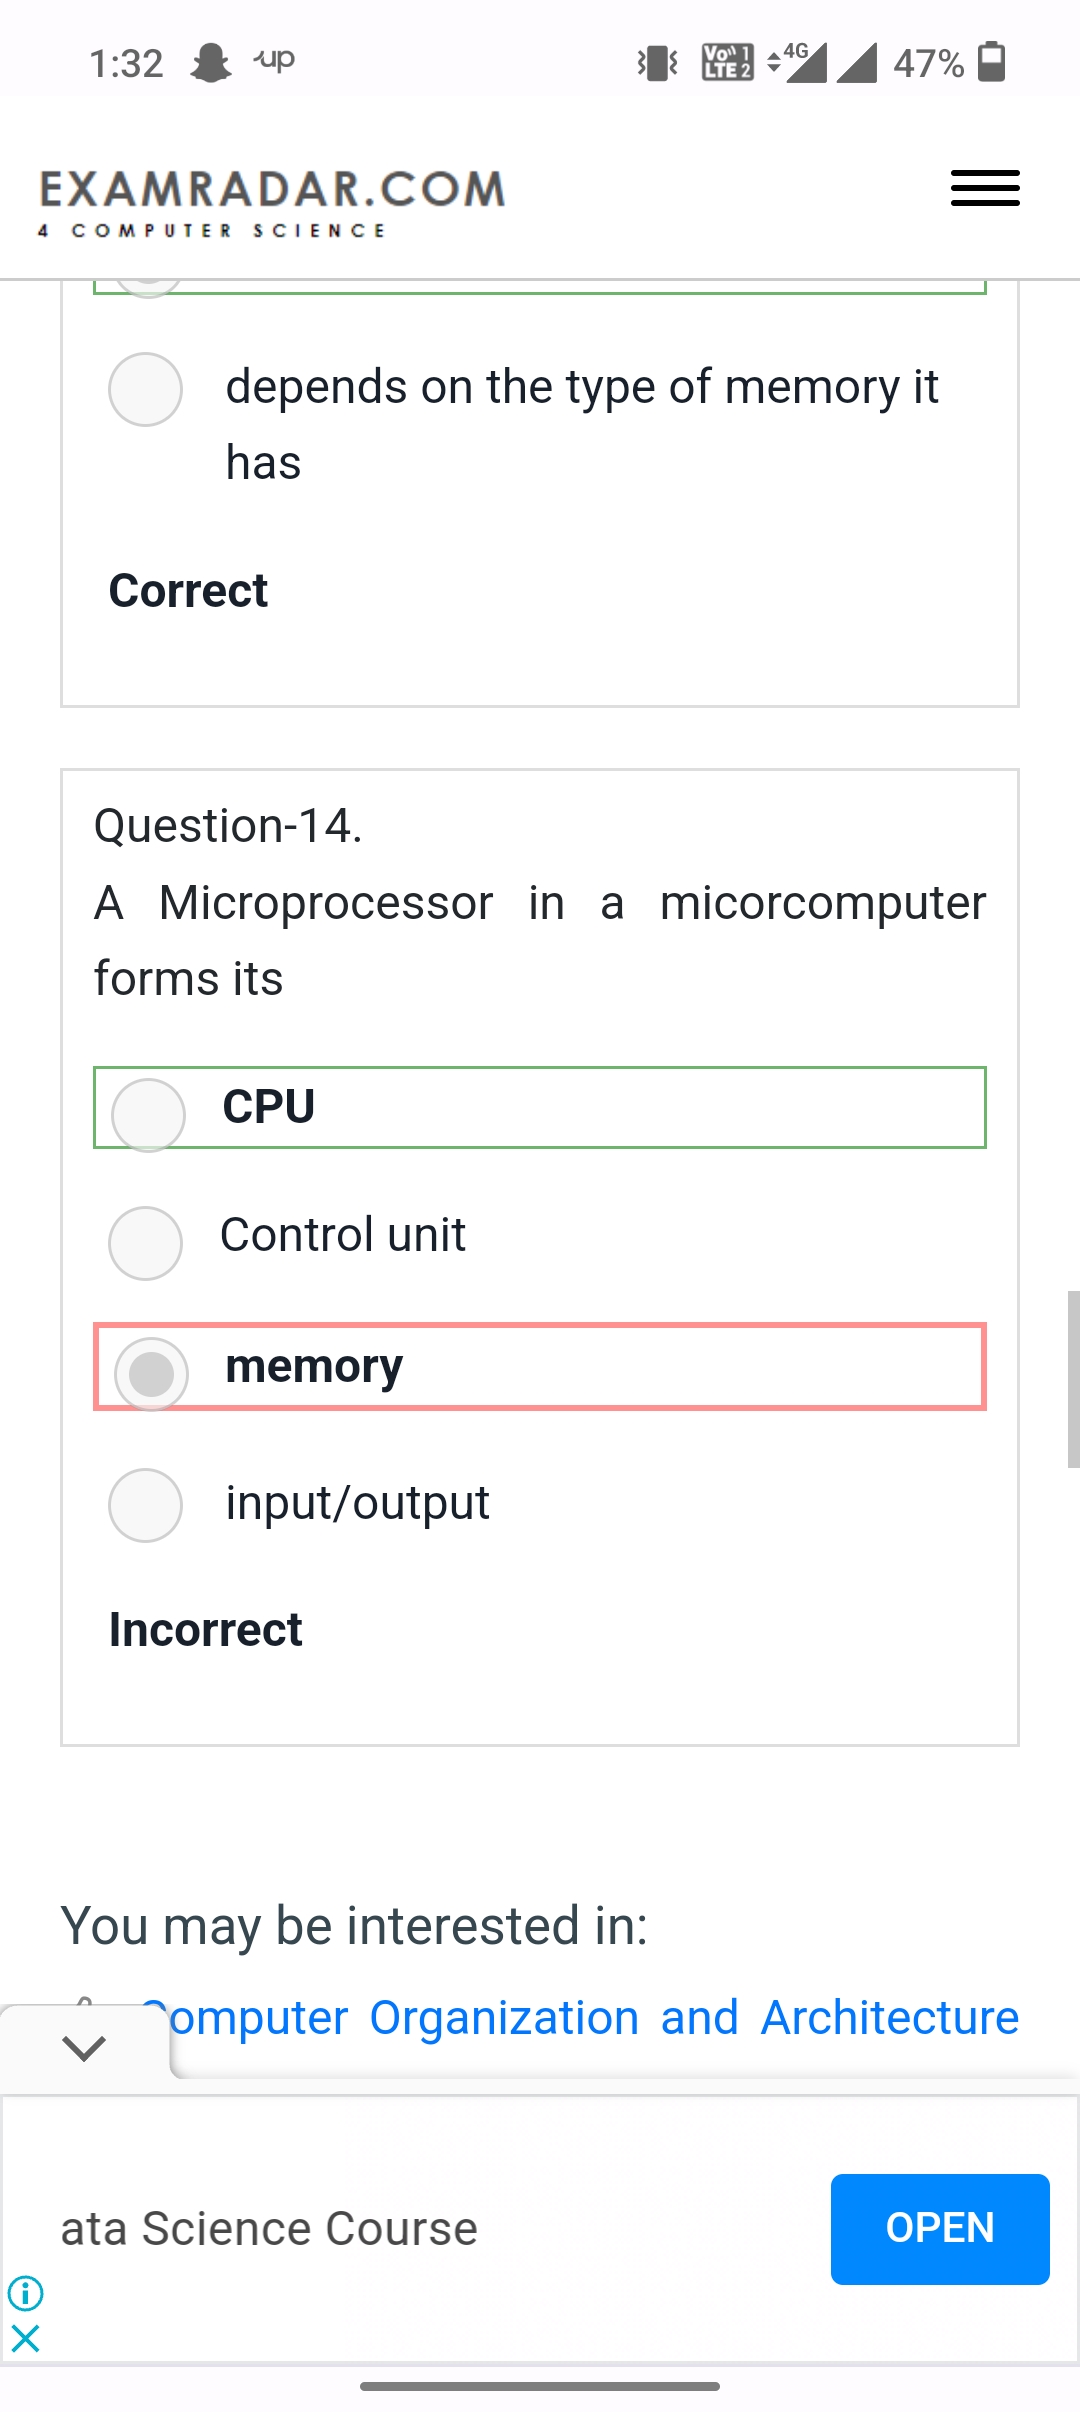 1:32 up Vo 1 LTE 2 4G 47%
EXAMRADAR.COM
4 COMPUTER SCIENCE
depends on the type of memory it
has
Correct
Question-14.
A Microprocessor in a micorcomputer
forms its
CPU
Control unit
memory
input/output
Incorrect
You may be interested in:
Computer Organization and Architecture
ata Science Course
OPEN